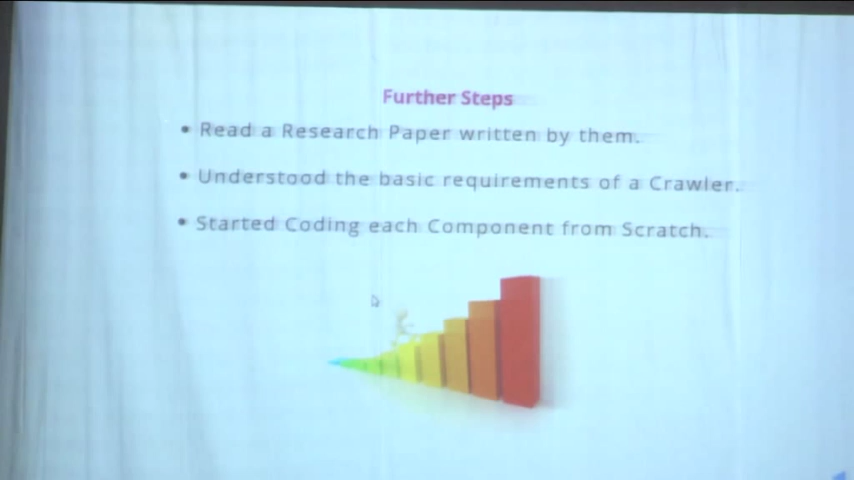 Further Steps
• Read a Research Paper written by them.
• Understood the basic requirements of a Crawler.
• Started Coding each Component from Scratch.